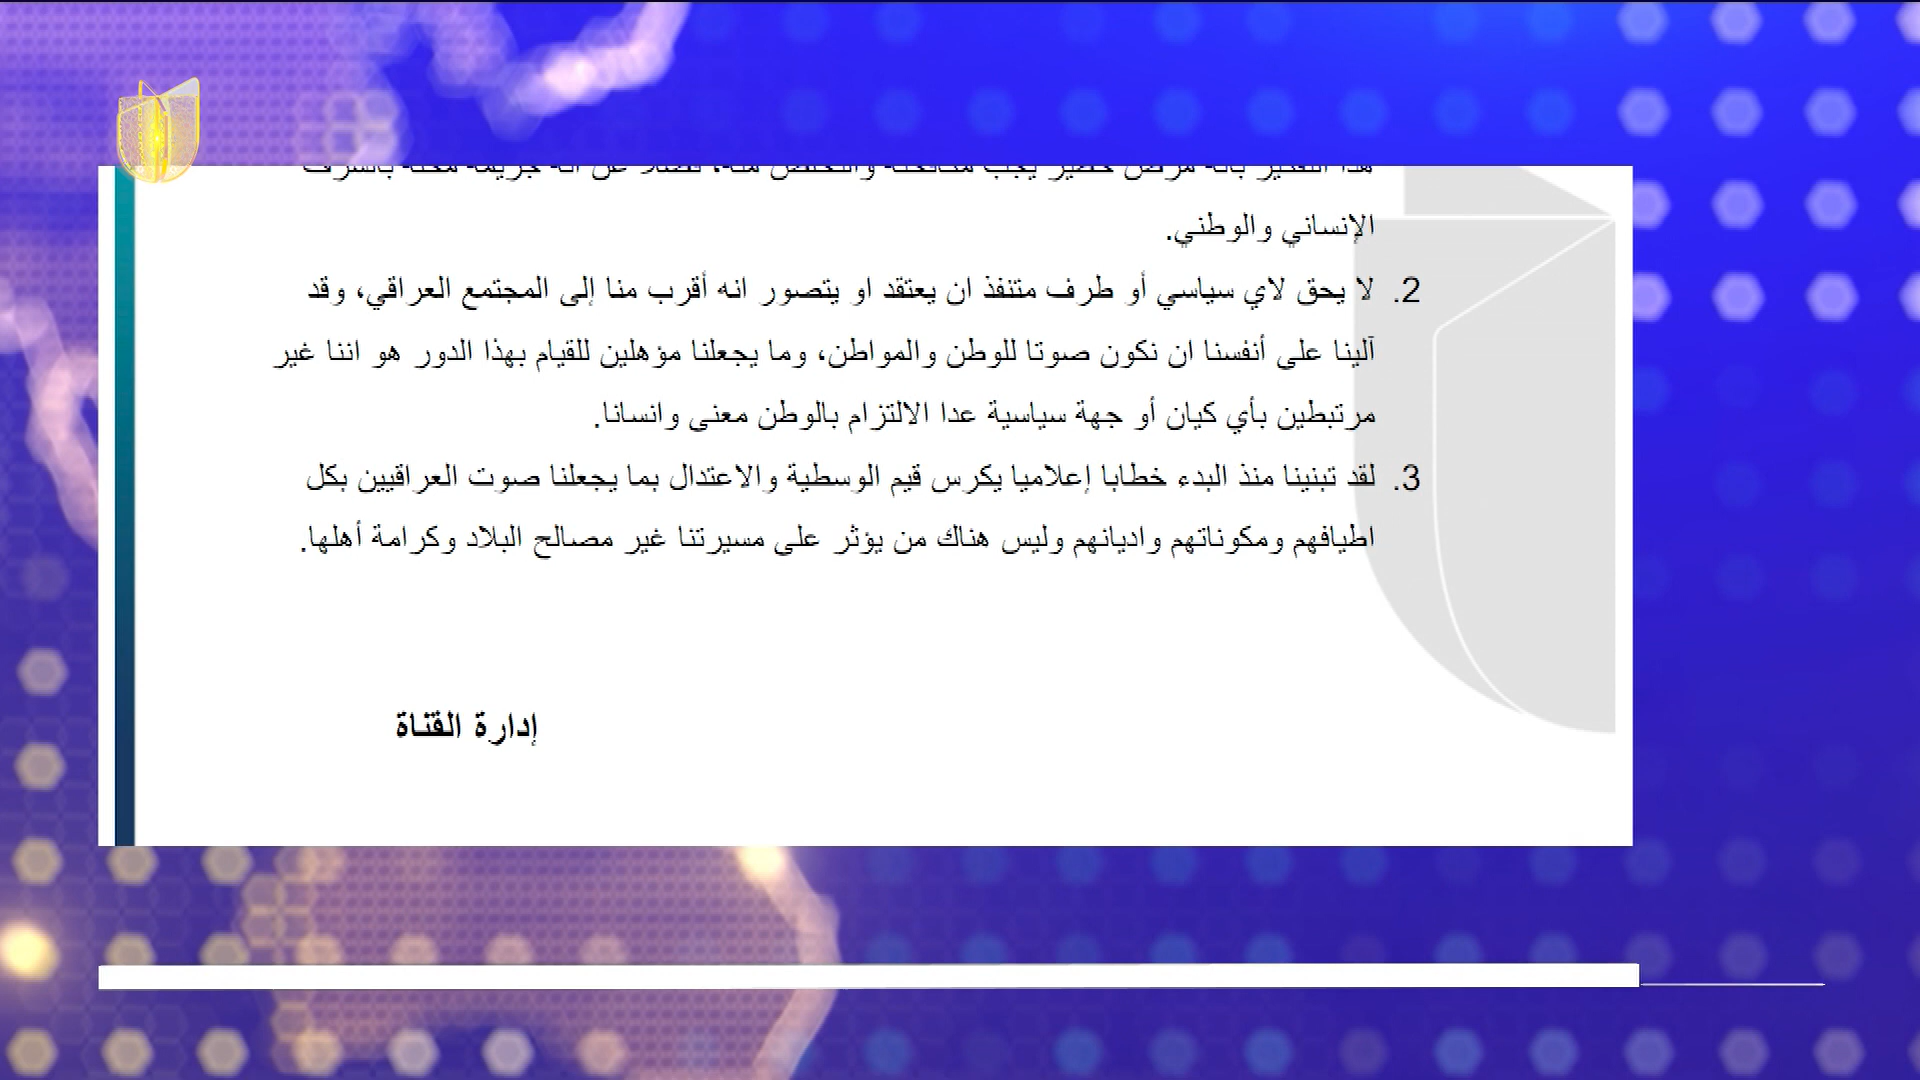 الإنساني والوطني.
2. لا يحق لاي سياسي أو طرف متنفذ ان يعتقد او يتصور انه أقرب منا إلى المجتمع العراقي، وقد
آلينا على أنفسنا ان نكون صوتا للوطن والمواطن، وما يجعلنا مؤهلين للقيام بهذا الدور هو اننا غير
مرتبطين بأي كيان أو جهة سياسية عدا الالتزام بالوطن معنى وانسانا.
3. لقد تبنينا منذ البدء خطابا إعلاميا يكرس قيم الوسطية والاعتدال بما يجعلنا صوت العراقيين بكل
اطيافهم ومكوناتهم واديانهم وليس هناك من يؤثر على مسيرتنا غير مصالح البلاد وكرامة أهلها.
إدارة القناة